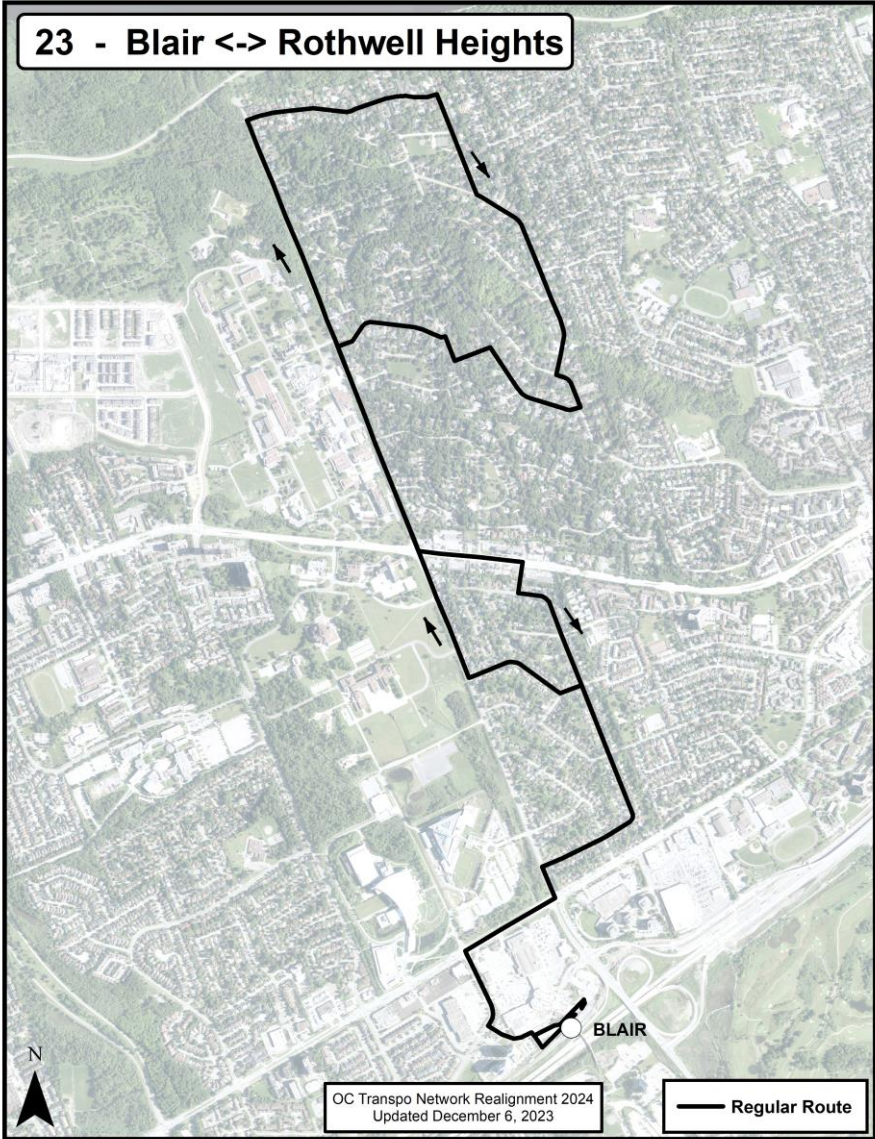 23 - Blair <-> Rothwell Heights
BLAIR
N
OC Transpo Network Realignment 2024
Updated December 6, 2023
Regular Route